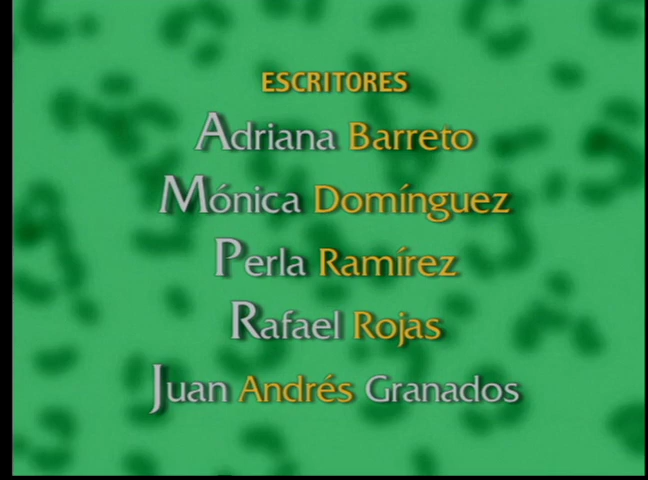 ESCRITORES
Adriana Barreto
Mónica Domínguez
Perla Ramírez
Rafael Rojas
Juan Andrés Granados